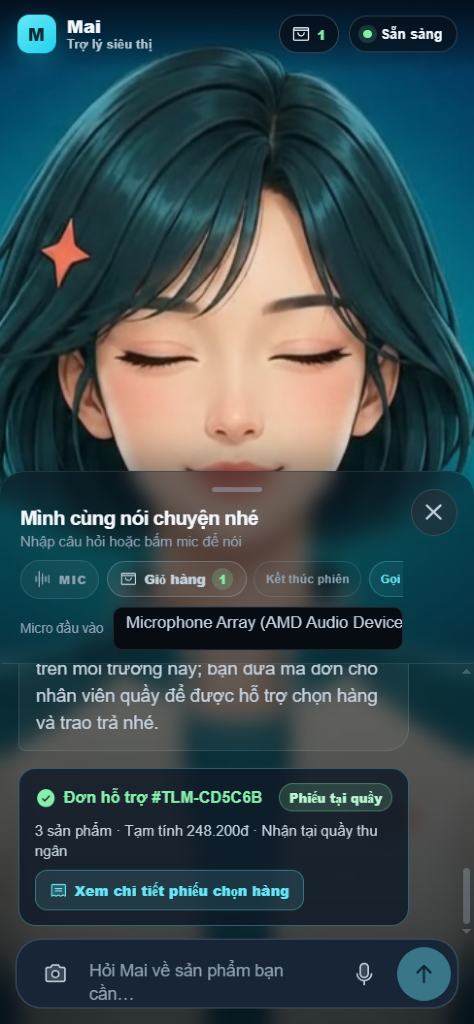 M
Mai
Trợ lý siêu thị
1
Sẵn sàng
Mình cùng nói chuyện nhé
Nhập câu hỏi hoặc bấm mic để nói
MIC
Giỏ hàng 1
Kết thúc phiên
Gọi
Micro đầu vào
Microphone Array (AMD Audio Device
trên môi trường này; bạn đưa mã đơn cho
nhân viên quầy để được hỗ trợ chọn hàng
và trao trả nhé.
Đơn hỗ trợ #TLM-CD5C6B
Phiếu tại quầy
3 sản phẩm · Tạm tính 248.200đ · Nhận tại quầy thu
ngân
Xem chi tiết phiếu chọn hàng
Hỏi Mai về sản phẩm bạn
cần…